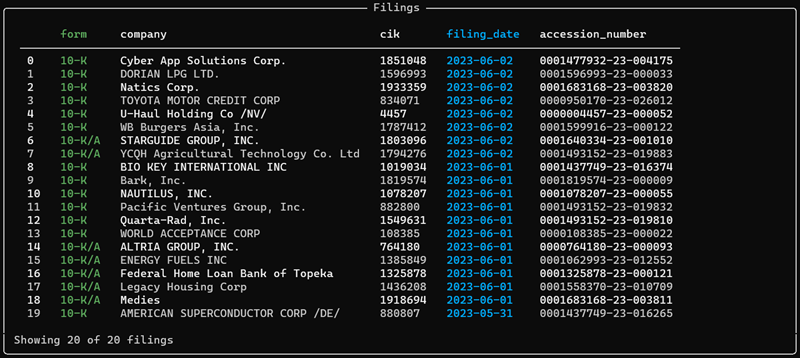 Filings
form company cik filing_date accession_number
0 10-K Cyber App Solutions Corp. 1851048 2023-06-02 0001477932-23-004175
1 10-K DORIAN LPG LTD. 1596993 2023-06-02 0001596993-23-000033
2 10-K Natics Corp. 1933359 2023-06-02 0001683168-23-003820
3 10-K TOYOTA MOTOR CREDIT CORP 834071 2023-06-02 0000950170-23-026012
4 10-K U-Haul Holding Co /NV/ 4457 2023-06-02 0000004457-23-000052
5 10-K WB Burgers Asia, Inc. 1787412 2023-06-02 0001599916-23-000122
6 10-K/A STARGUIDE GROUP, INC. 1803096 2023-06-02 0001640334-23-001010
7 10-K/A YCQH Agricultural Technology Co. Ltd 1794276 2023-06-02 0001493152-23-019883
8 10-K BIO KEY INTERNATIONAL INC 1019034 2023-06-01 0001437749-23-016374
9 10-K Bark, Inc. 1819574 2023-06-01 0001819574-23-000009
10 10-K NAUTILUS, INC. 1078207 2023-06-01 0001078207-23-000055
11 10-K Pacific Ventures Group, Inc. 882800 2023-06-01 0001493152-23-019832
12 10-K Quarta-Rad, Inc. 1549631 2023-06-01 0001493152-23-019810
13 10-K WORLD ACCEPTANCE CORP 108385 2023-06-01 0000108385-23-000022
14 10-K/A ALTRIA GROUP, INC. 764180 2023-06-01 0000764180-23-000093
15 10-K/A ENERGY FUELS INC 1385849 2023-06-01 0001062993-23-012552
16 10-K/A Federal Home Loan Bank of Topeka 1325878 2023-06-01 0001325878-23-000121
17 10-K/A Legacy Housing Corp 1436208 2023-06-01 0001558370-23-010709
18 10-K/A Medies 1918694 2023-06-01 0001683168-23-003811
19 10-K AMERICAN SUPERCONDUCTOR CORP /DE/ 880807 2023-05-31 0001437749-23-016265
Showing 20 of 20 filings